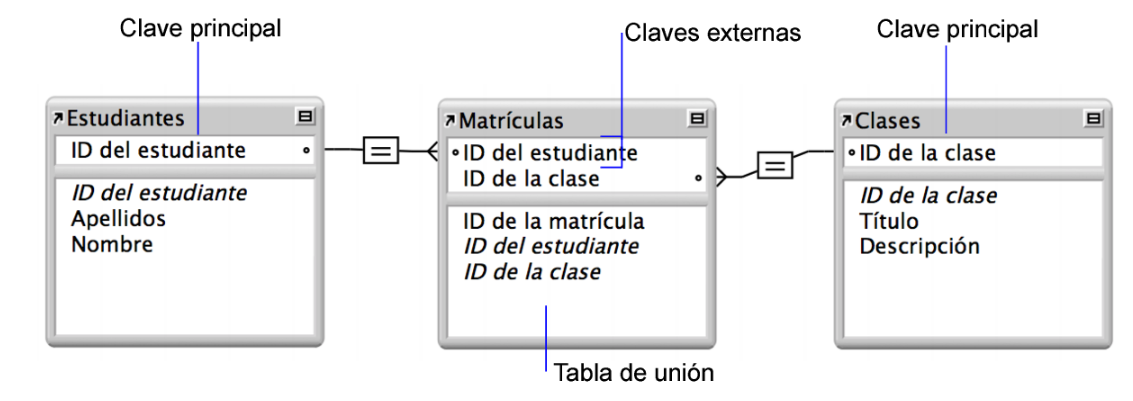 Clave principal
Claves externas
Clave principal
Estudiantes
ID del estudiante
ID del estudiante
Apellidos
Nombre
Matrículas
ID del estudiante
ID de la clase
ID de la matrícula
ID del estudiante
ID de la clase
Clases
ID de la clase
ID de la clase
Título
Descripción
Tabla de unión